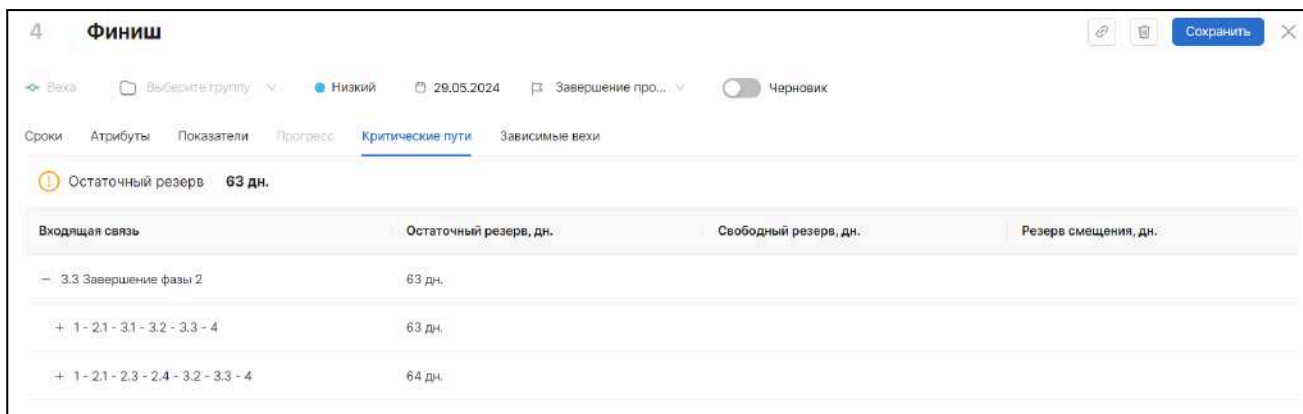 4 Финиш Сохранить
Веха Выберите группу Низкий 29.05.2024 Завершение про... Черновик
Сроки Атрибуты Показатели Прогресс Критические пути Зависимые вехи
Остаточный резерв 63 дн.
Входящая связь Остаточный резерв, дн. Свободный резерв, дн. Резерв смещения, дн.
− 3.3 Завершение фазы 2 63 дн.
+ 1 - 2.1 - 3.1 - 3.2 - 3.3 - 4 63 дн.
+ 1 - 2.1 - 2.3 - 2.4 - 3.2 - 3.3 - 4 64 дн.